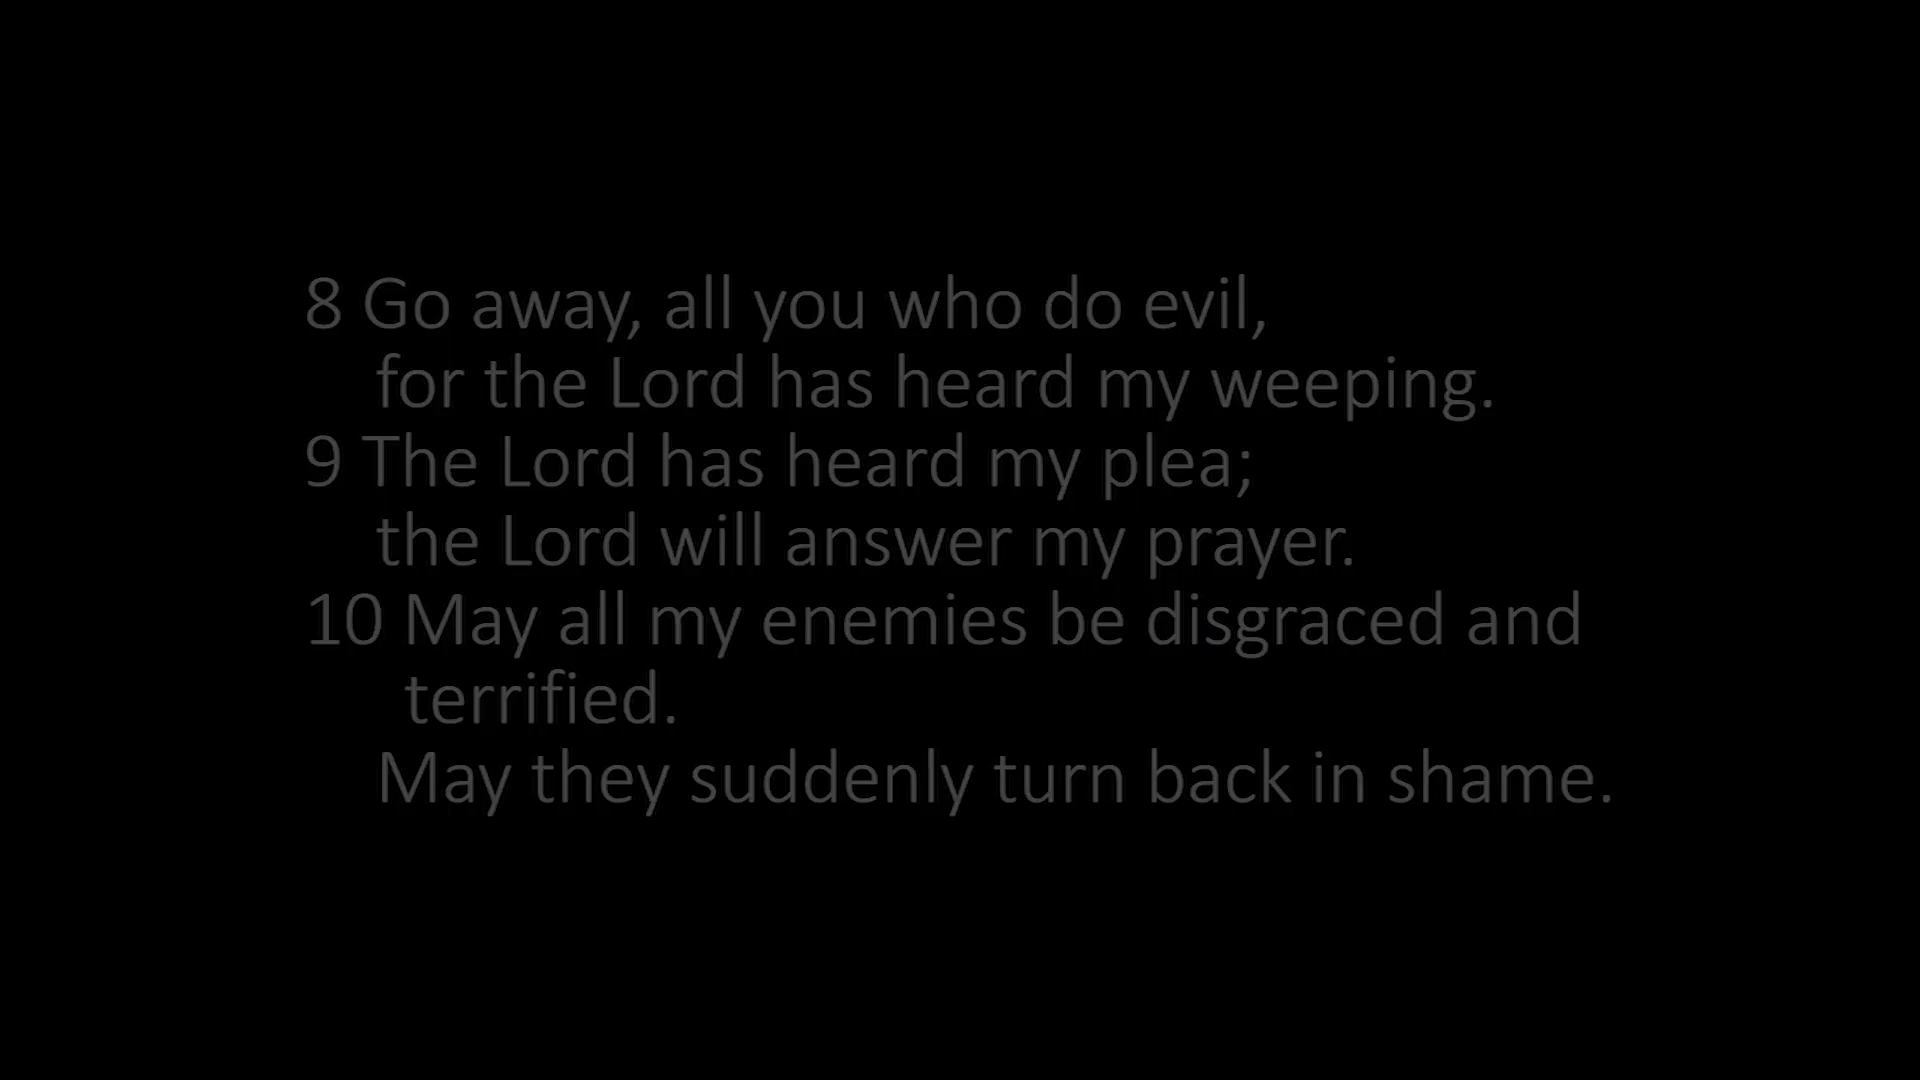 8 Go away, all you who do evil,
for the Lord has heard my weeping.
9 The Lord has heard my plea;
the Lord will answer my prayer.
10 May all my enemies be disgraced and
terrified.
May they suddenly turn back in shame.